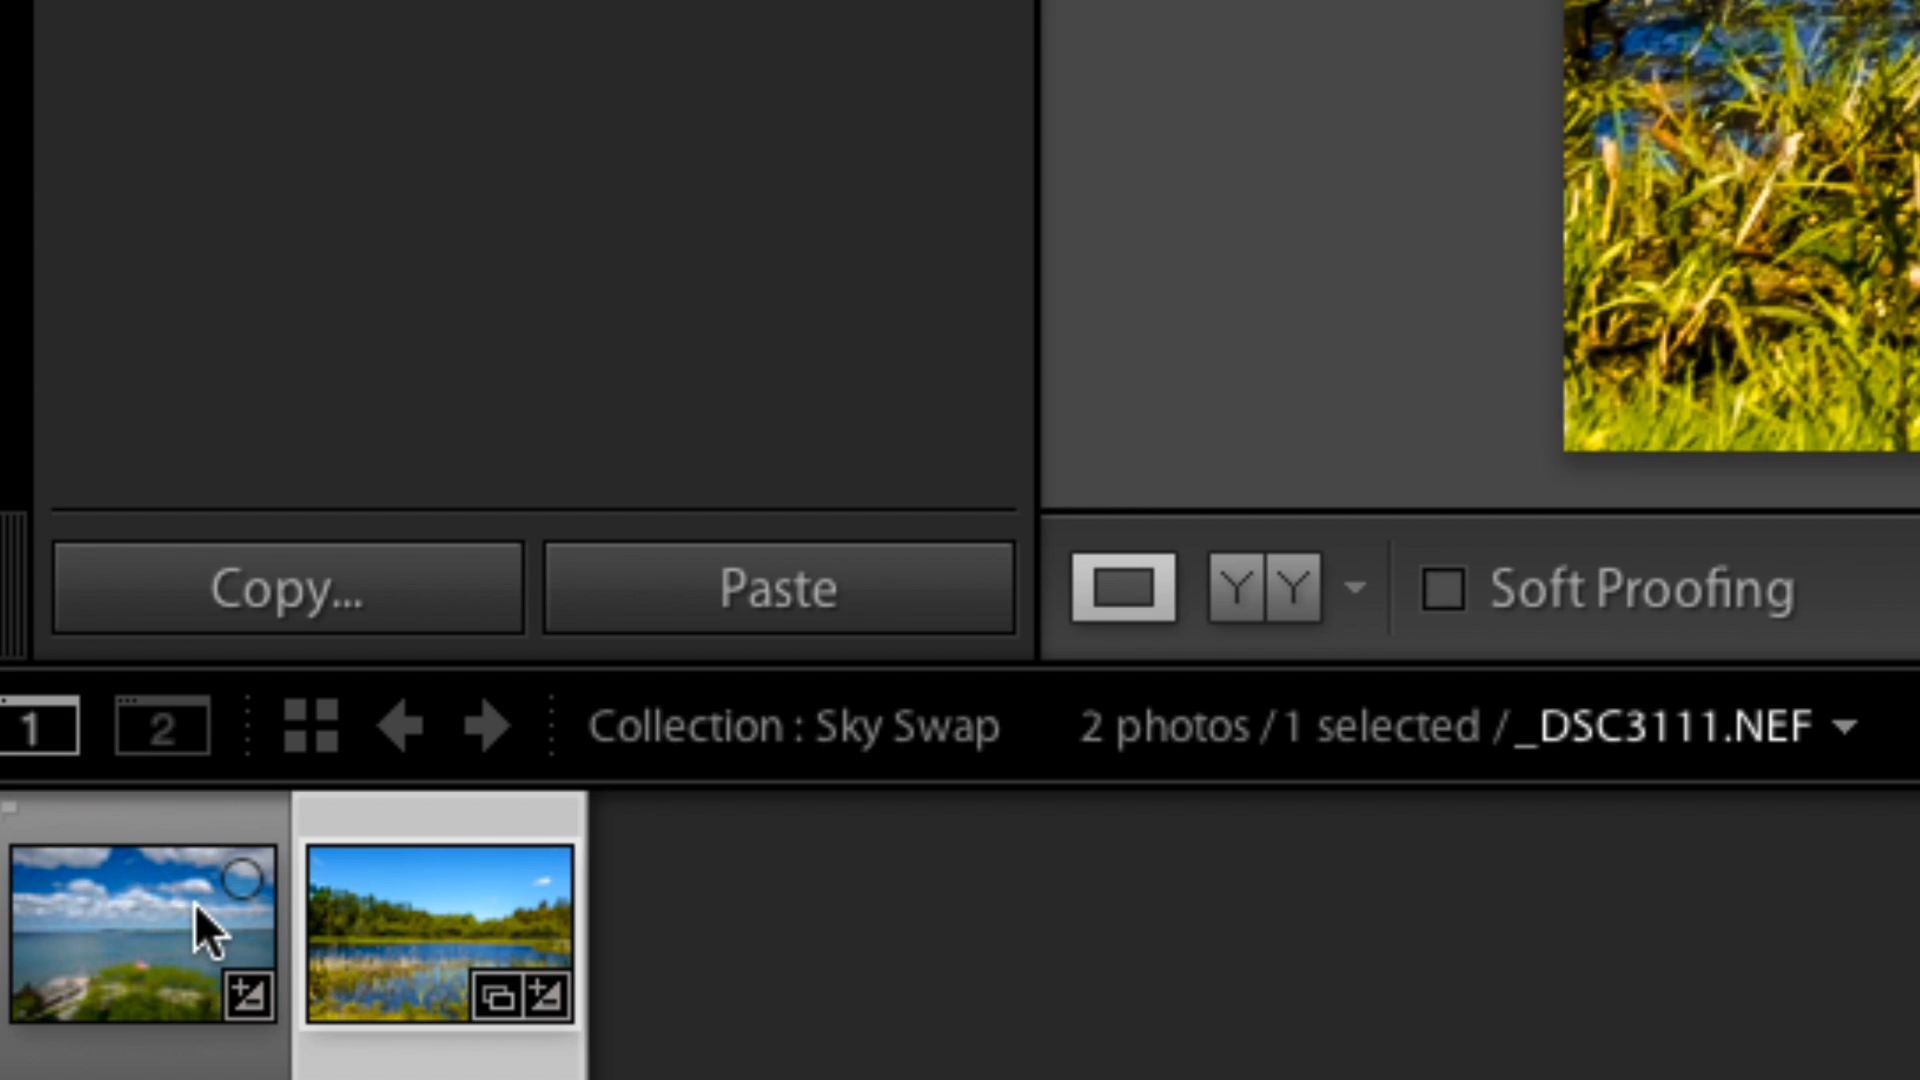 Copy...
Paste
Y Y
Soft Proofing
1
2
Collection : Sky Swap
2 photos / 1 selected / _DSC3111.NEF